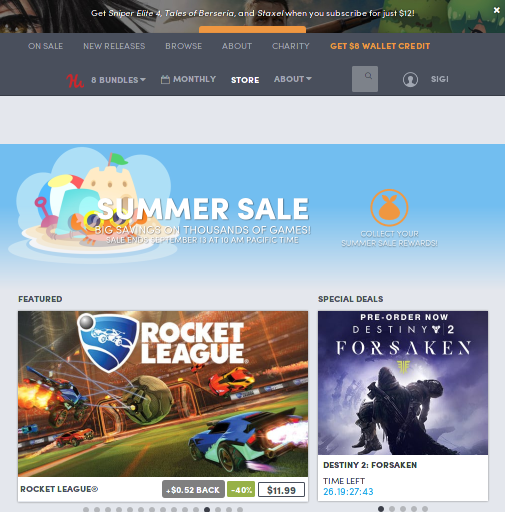 Get Sniper Elite 4, Tales of Berseria, and Staxel when you subscribe for just $12!
ON SALE NEW RELEASES BROWSE ABOUT CHARITY GET $8 WALLET CREDIT
8 BUNDLES MONTHLY STORE ABOUT SIGI
SUMMER SALE
BIG SAVINGS ON THOUSANDS OF GAMES!
SALE ENDS SEPTEMBER 13 AT 10 AM PACIFIC TIME
COLLECT YOUR
SUMMER SALE REWARDS!
FEATURED
ROCKET
LEAGUE
ROCKET LEAGUE® +$0.52 BACK -40% $11.99
SPECIAL DEALS
PRE-ORDER NOW
DESTINY 2
FORSAKEN
DESTINY 2: FORSAKEN
TIME LEFT
26:19:27:43